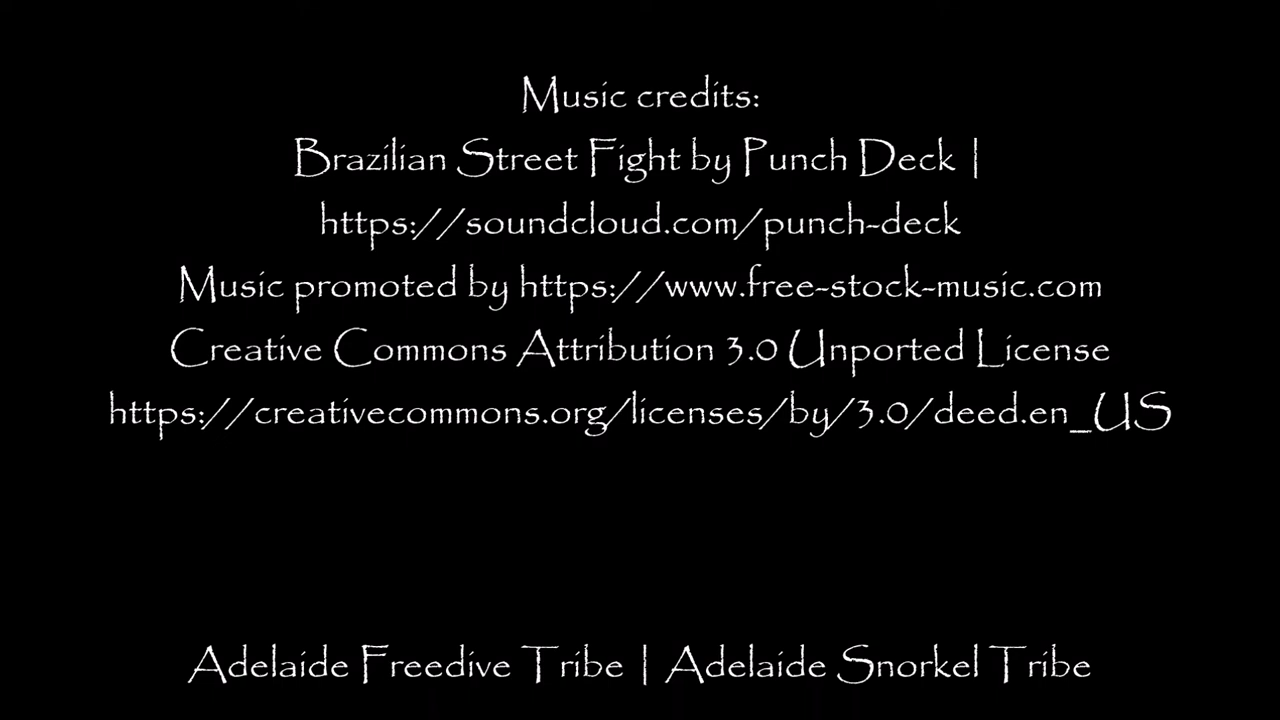 Music credits:
Brazilian Street Fight by Punch Deck |
https://soundcloud.com/punch-deck
Music promoted by https://www.free-stock-music.com
Creative Commons Attribution 3.0 Unported License
https://creativecommons.org/licenses/by/3.0/deed.en_US
Adelaide Freedive Tribe | Adelaide Snorkel Tribe